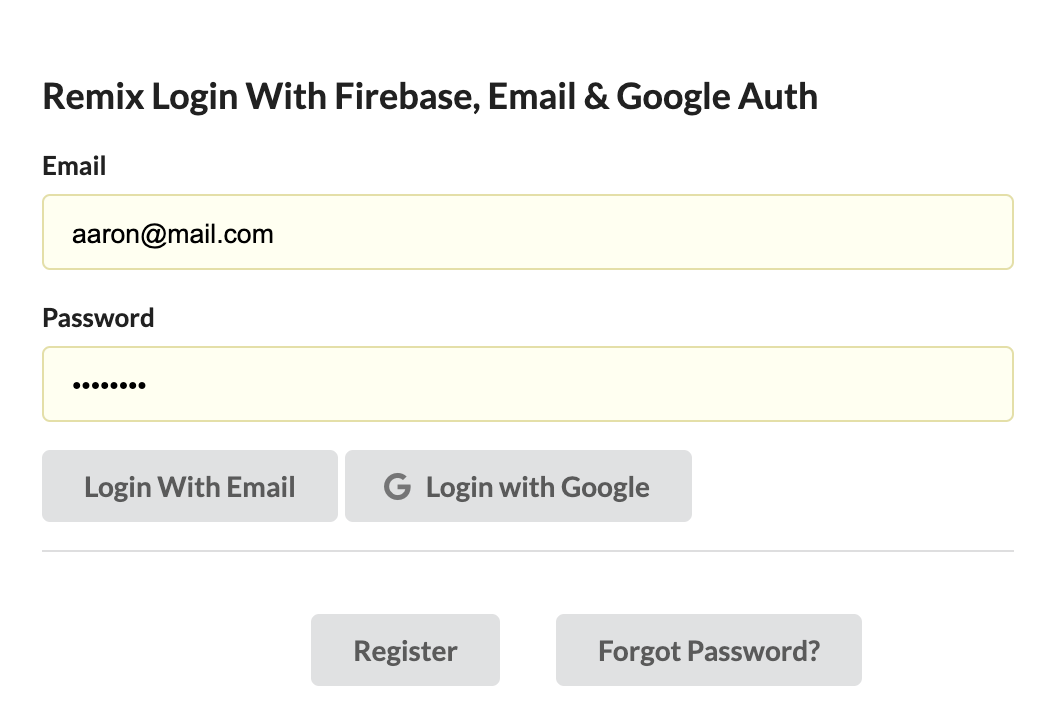 Remix Login With Firebase, Email & Google Auth
Email
aaron@mail.com
Password
••••••••
Login With Email
Login with Google
Register
Forgot Password?